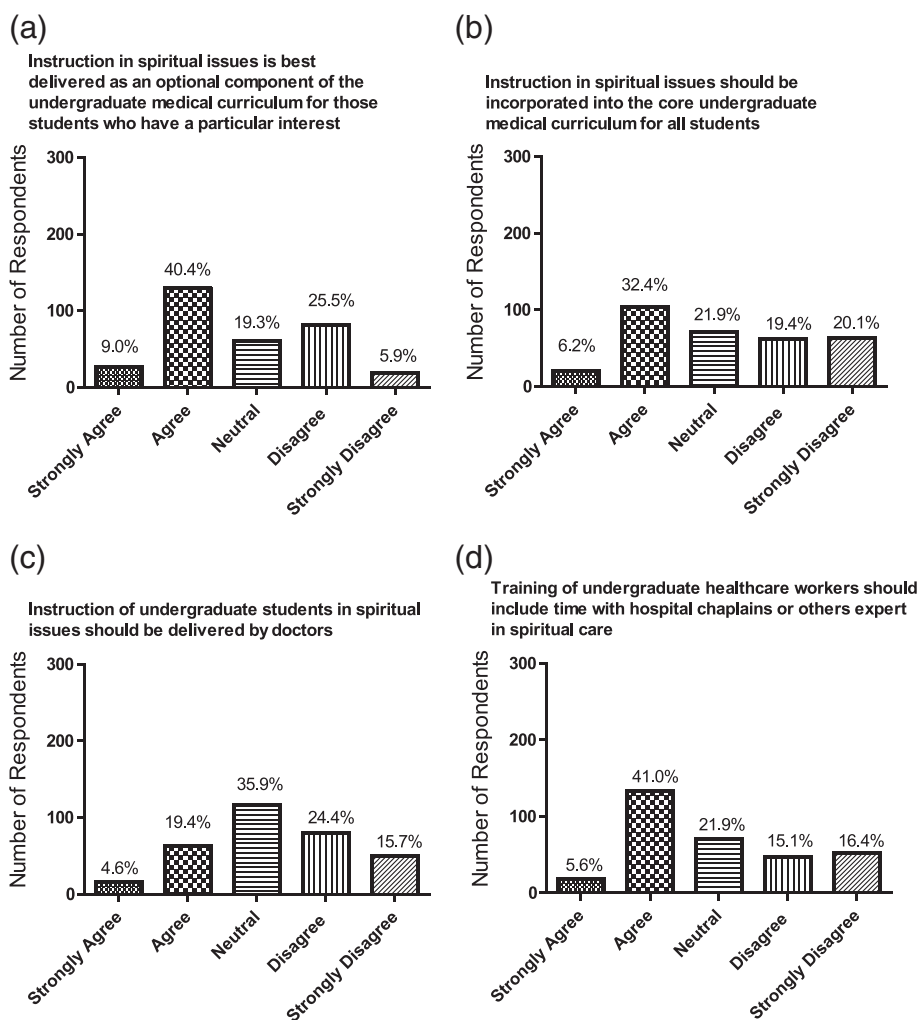 (a)
Instruction in spiritual issues is best
delivered as an optional component of the
undergraduate medical curriculum for those
students who have a particular interest
300
200
100
0
Number of Respondents
9.0%
40.4%
19.3%
25.5%
5.9%
Strongly Agree
Agree
Neutral
Disagree
Strongly Disagree
(b)
Instruction in spiritual issues should be
incorporated into the core undergraduate
medical curriculum for all students
300
200
100
0
Number of Respondents
6.2%
32.4%
21.9%
19.4%
20.1%
Strongly Agree
Agree
Neutral
Disagree
Strongly Disagree
(c)
Instruction of undergraduate students in spiritual
issues should be delivered by doctors
300
200
100
0
Number of Respondents
4.6%
19.4%
35.9%
24.4%
15.7%
Strongly Agree
Agree
Neutral
Disagree
Strongly Disagree
(d)
Training of undergraduate healthcare workers should
include time with hospital chaplains or others expert
in spiritual care
300
200
100
0
Number of Respondents
5.6%
41.0%
21.9%
15.1%
16.4%
Strongly Agree
Agree
Neutral
Disagree
Strongly Disagree